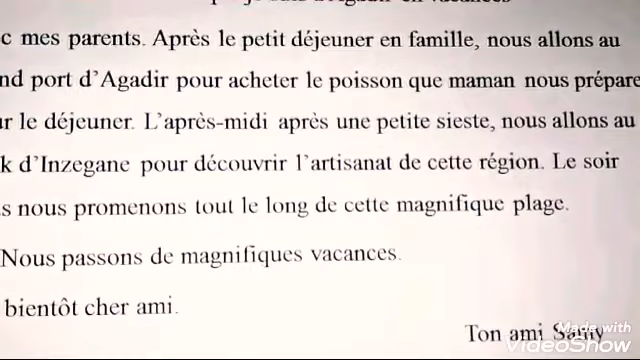 c mes parents. Après le petit déjeuner en famille, nous allons au
nd port d'Agadir pour acheter le poisson que maman nous prépare
ur le déjeuner. L'après-midi après une petite sieste, nous allons au
k d'Inzegane pour découvrir l'artisanat de cette région. Le soir
s nous promenons tout le long de cette magnifique plage.
Nous passons de magnifiques vacances.
bientôt cher ami.
Ton ami Samy
Made with
VideoShow